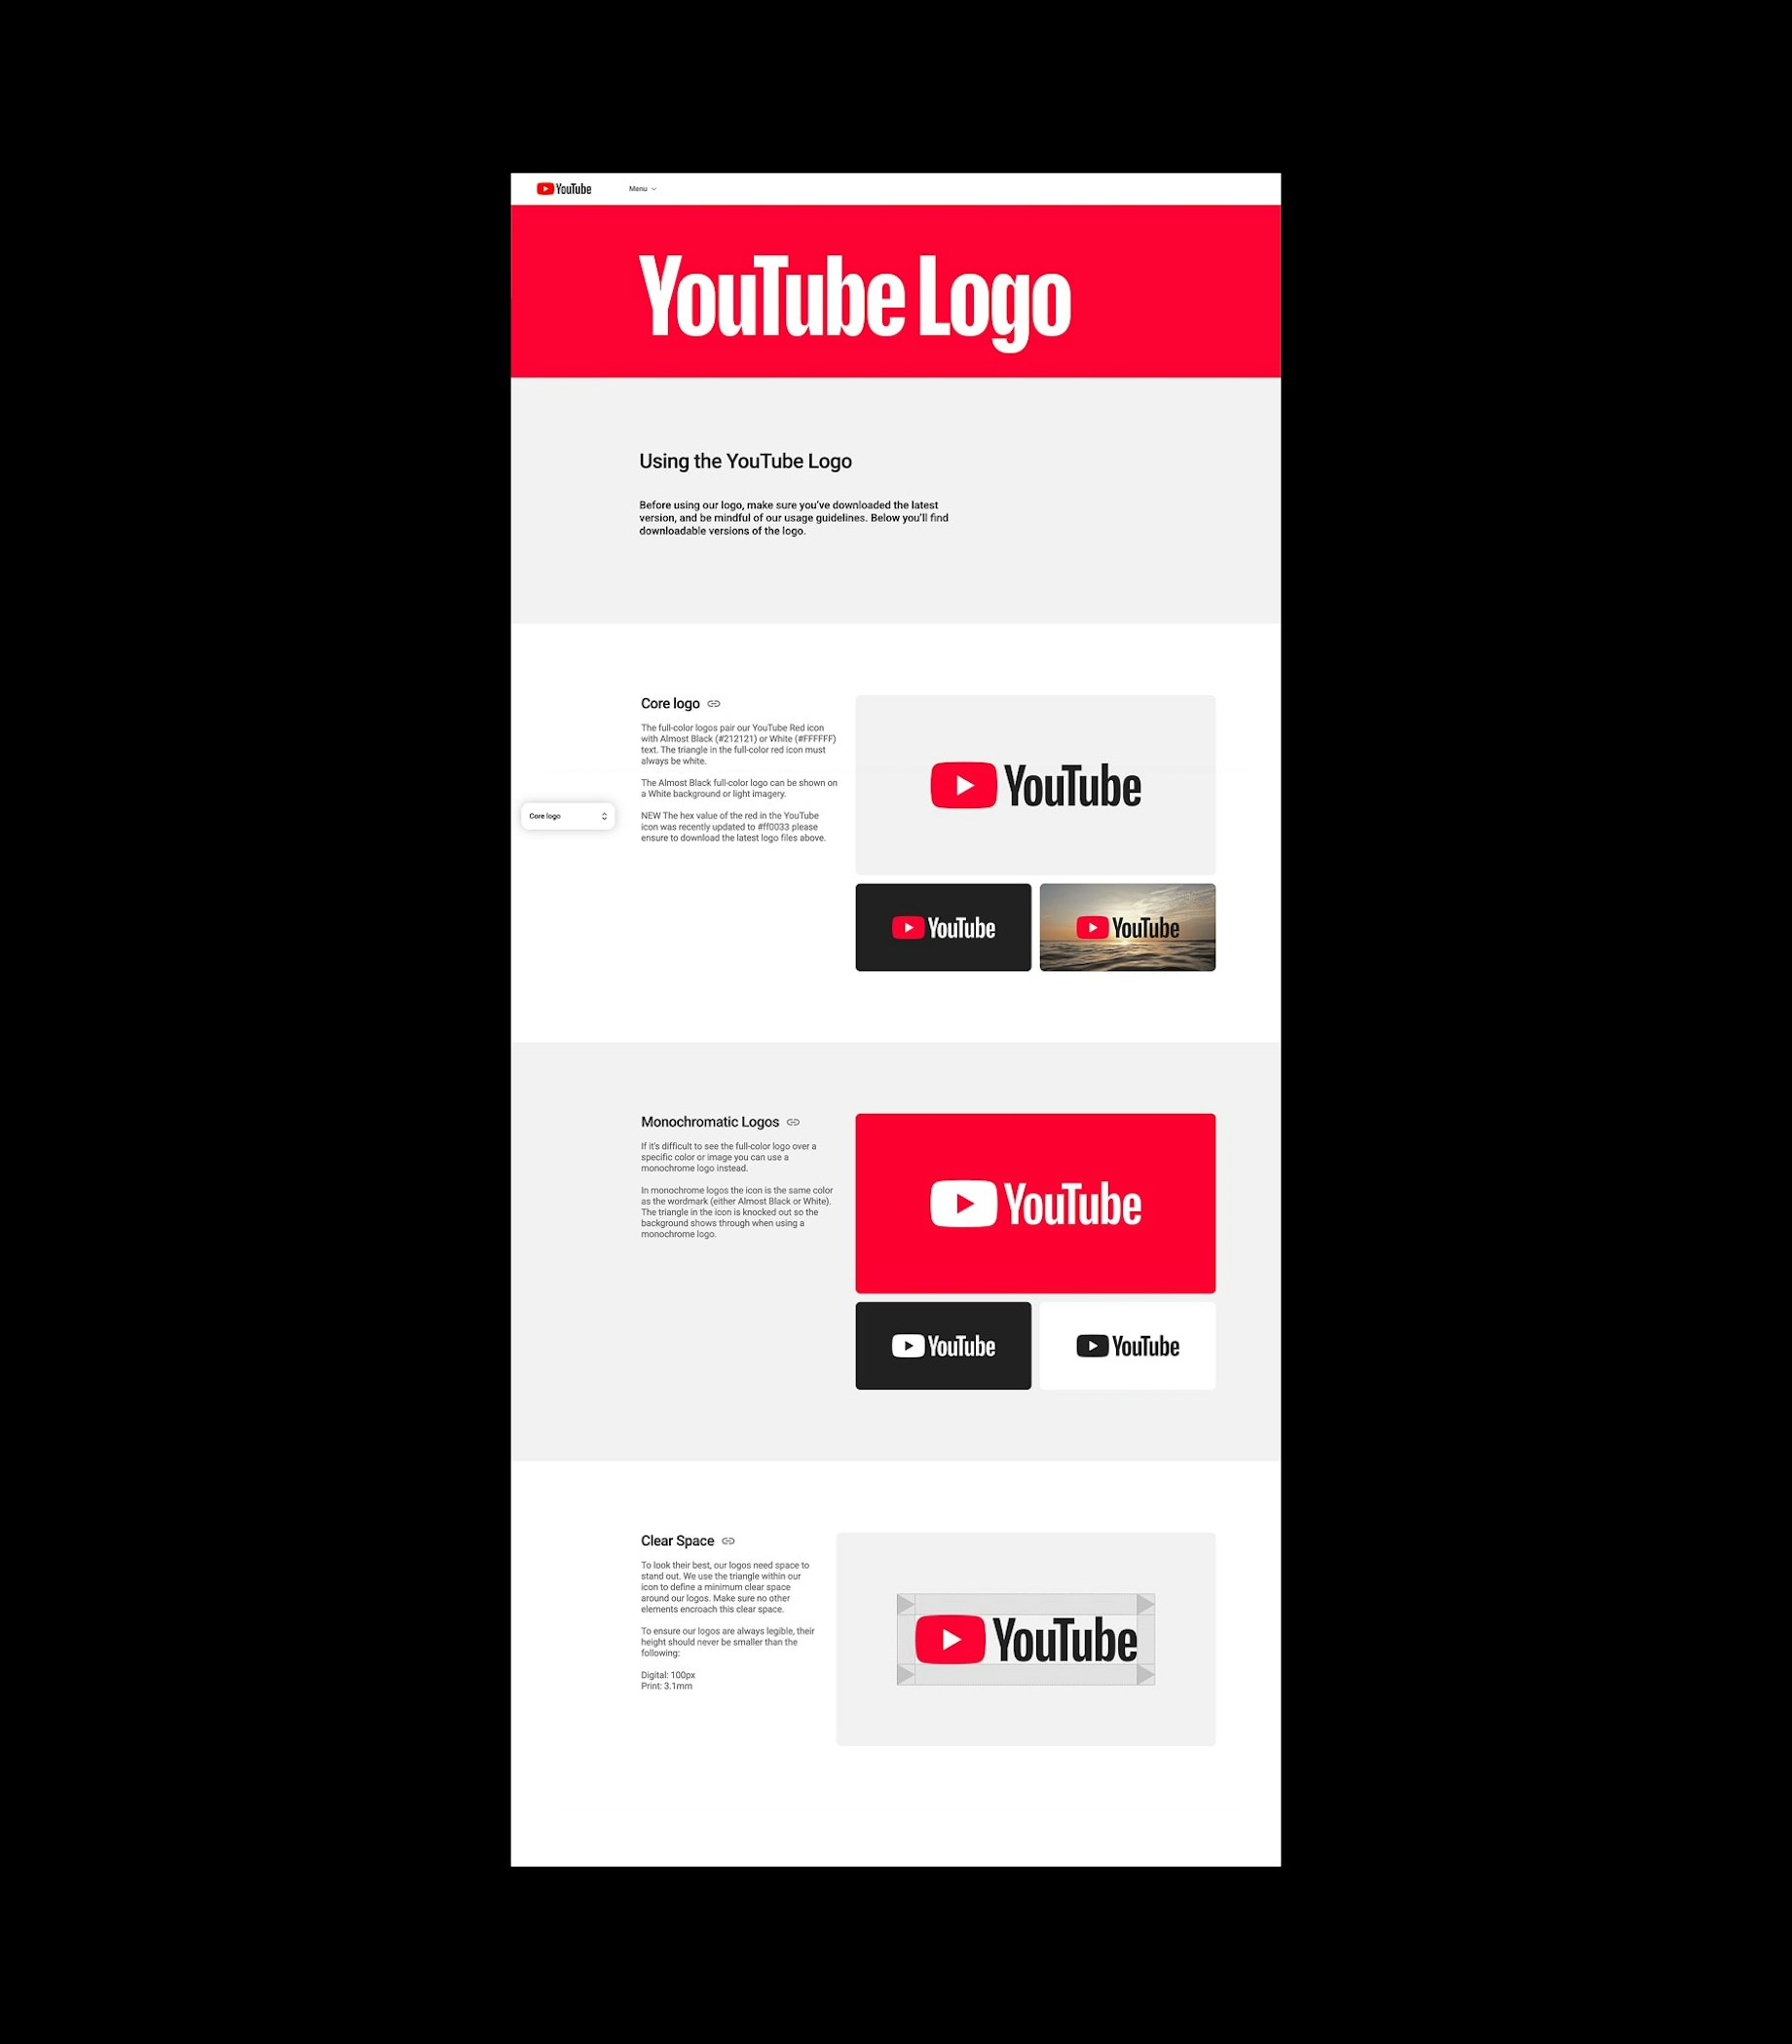 YouTube Menu
YouTube Logo
Using the YouTube Logo
Before using our logo, make sure you've downloaded the latest
version, and be mindful of our usage guidelines. Below you'll find
downloadable versions of the logo.
Core logo
Core logo
The full-color logos pair our YouTube Red icon
with Almost Black (#212121) or White (#FFFFFF)
text. The triangle in the full-color red icon must
always be white.
The Almost Black full-color logo can be shown on
a White background or light imagery.
NEW The hex value of the red in the YouTube
icon was recently updated to #ff0033 please
ensure to download the latest logo files above.
YouTube
YouTube
YouTube
Monochromatic Logos
If it's difficult to see the full-color logo over a
specific color or image you can use a
monochrome logo instead.
In monochrome logos the icon is the same color
as the wordmark (either Almost Black or White).
The triangle in the icon is knocked out so the
background shows through when using a
monochrome logo.
YouTube
YouTube
YouTube
Clear Space
To look their best, our logos need space to
stand out. We use the triangle within our
icon to define a minimum clear space
around our logos. Make sure no other
elements encroach this clear space.
To ensure our logos are always legible, their
height should never be smaller than the
following:
Digital: 100px
Print: 3.1mm
YouTube